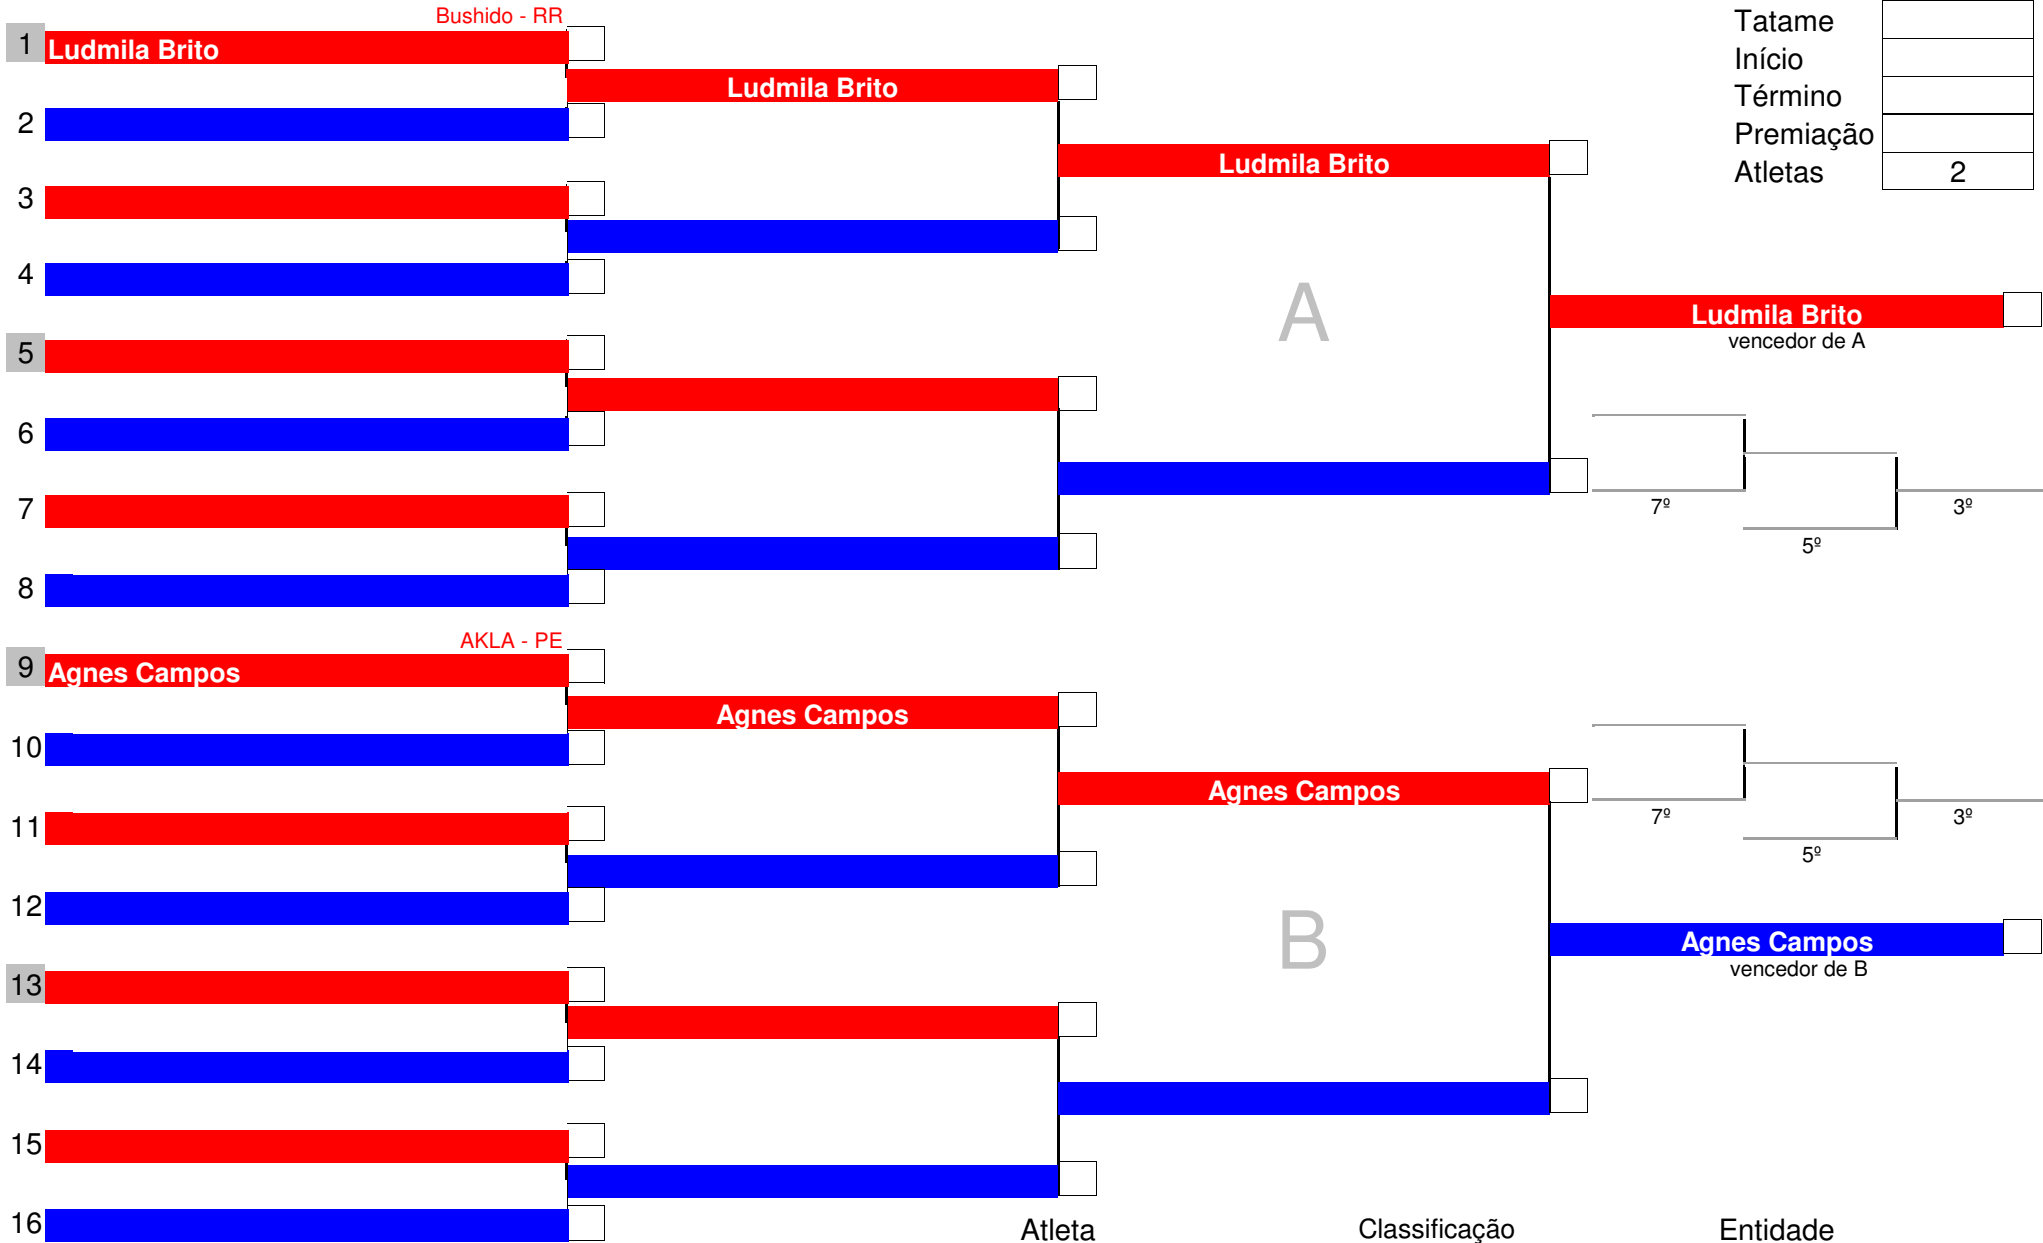 Bushido - RR
1 Ludmila Brito
Ludmila Brito
2
Ludmila Brito
3
4
Ludmila Brito
vencedor de A
A
5
6
7
8
7º
5º
3º
AKLA - PE
9 Agnes Campos
Agnes Campos
10
Agnes Campos
11
12
7º
5º
3º
B
Agnes Campos
vencedor de B
13
14
15
16
Tatame
Início
Término
Premiação
Atletas 2
Atleta Classificação Entidade